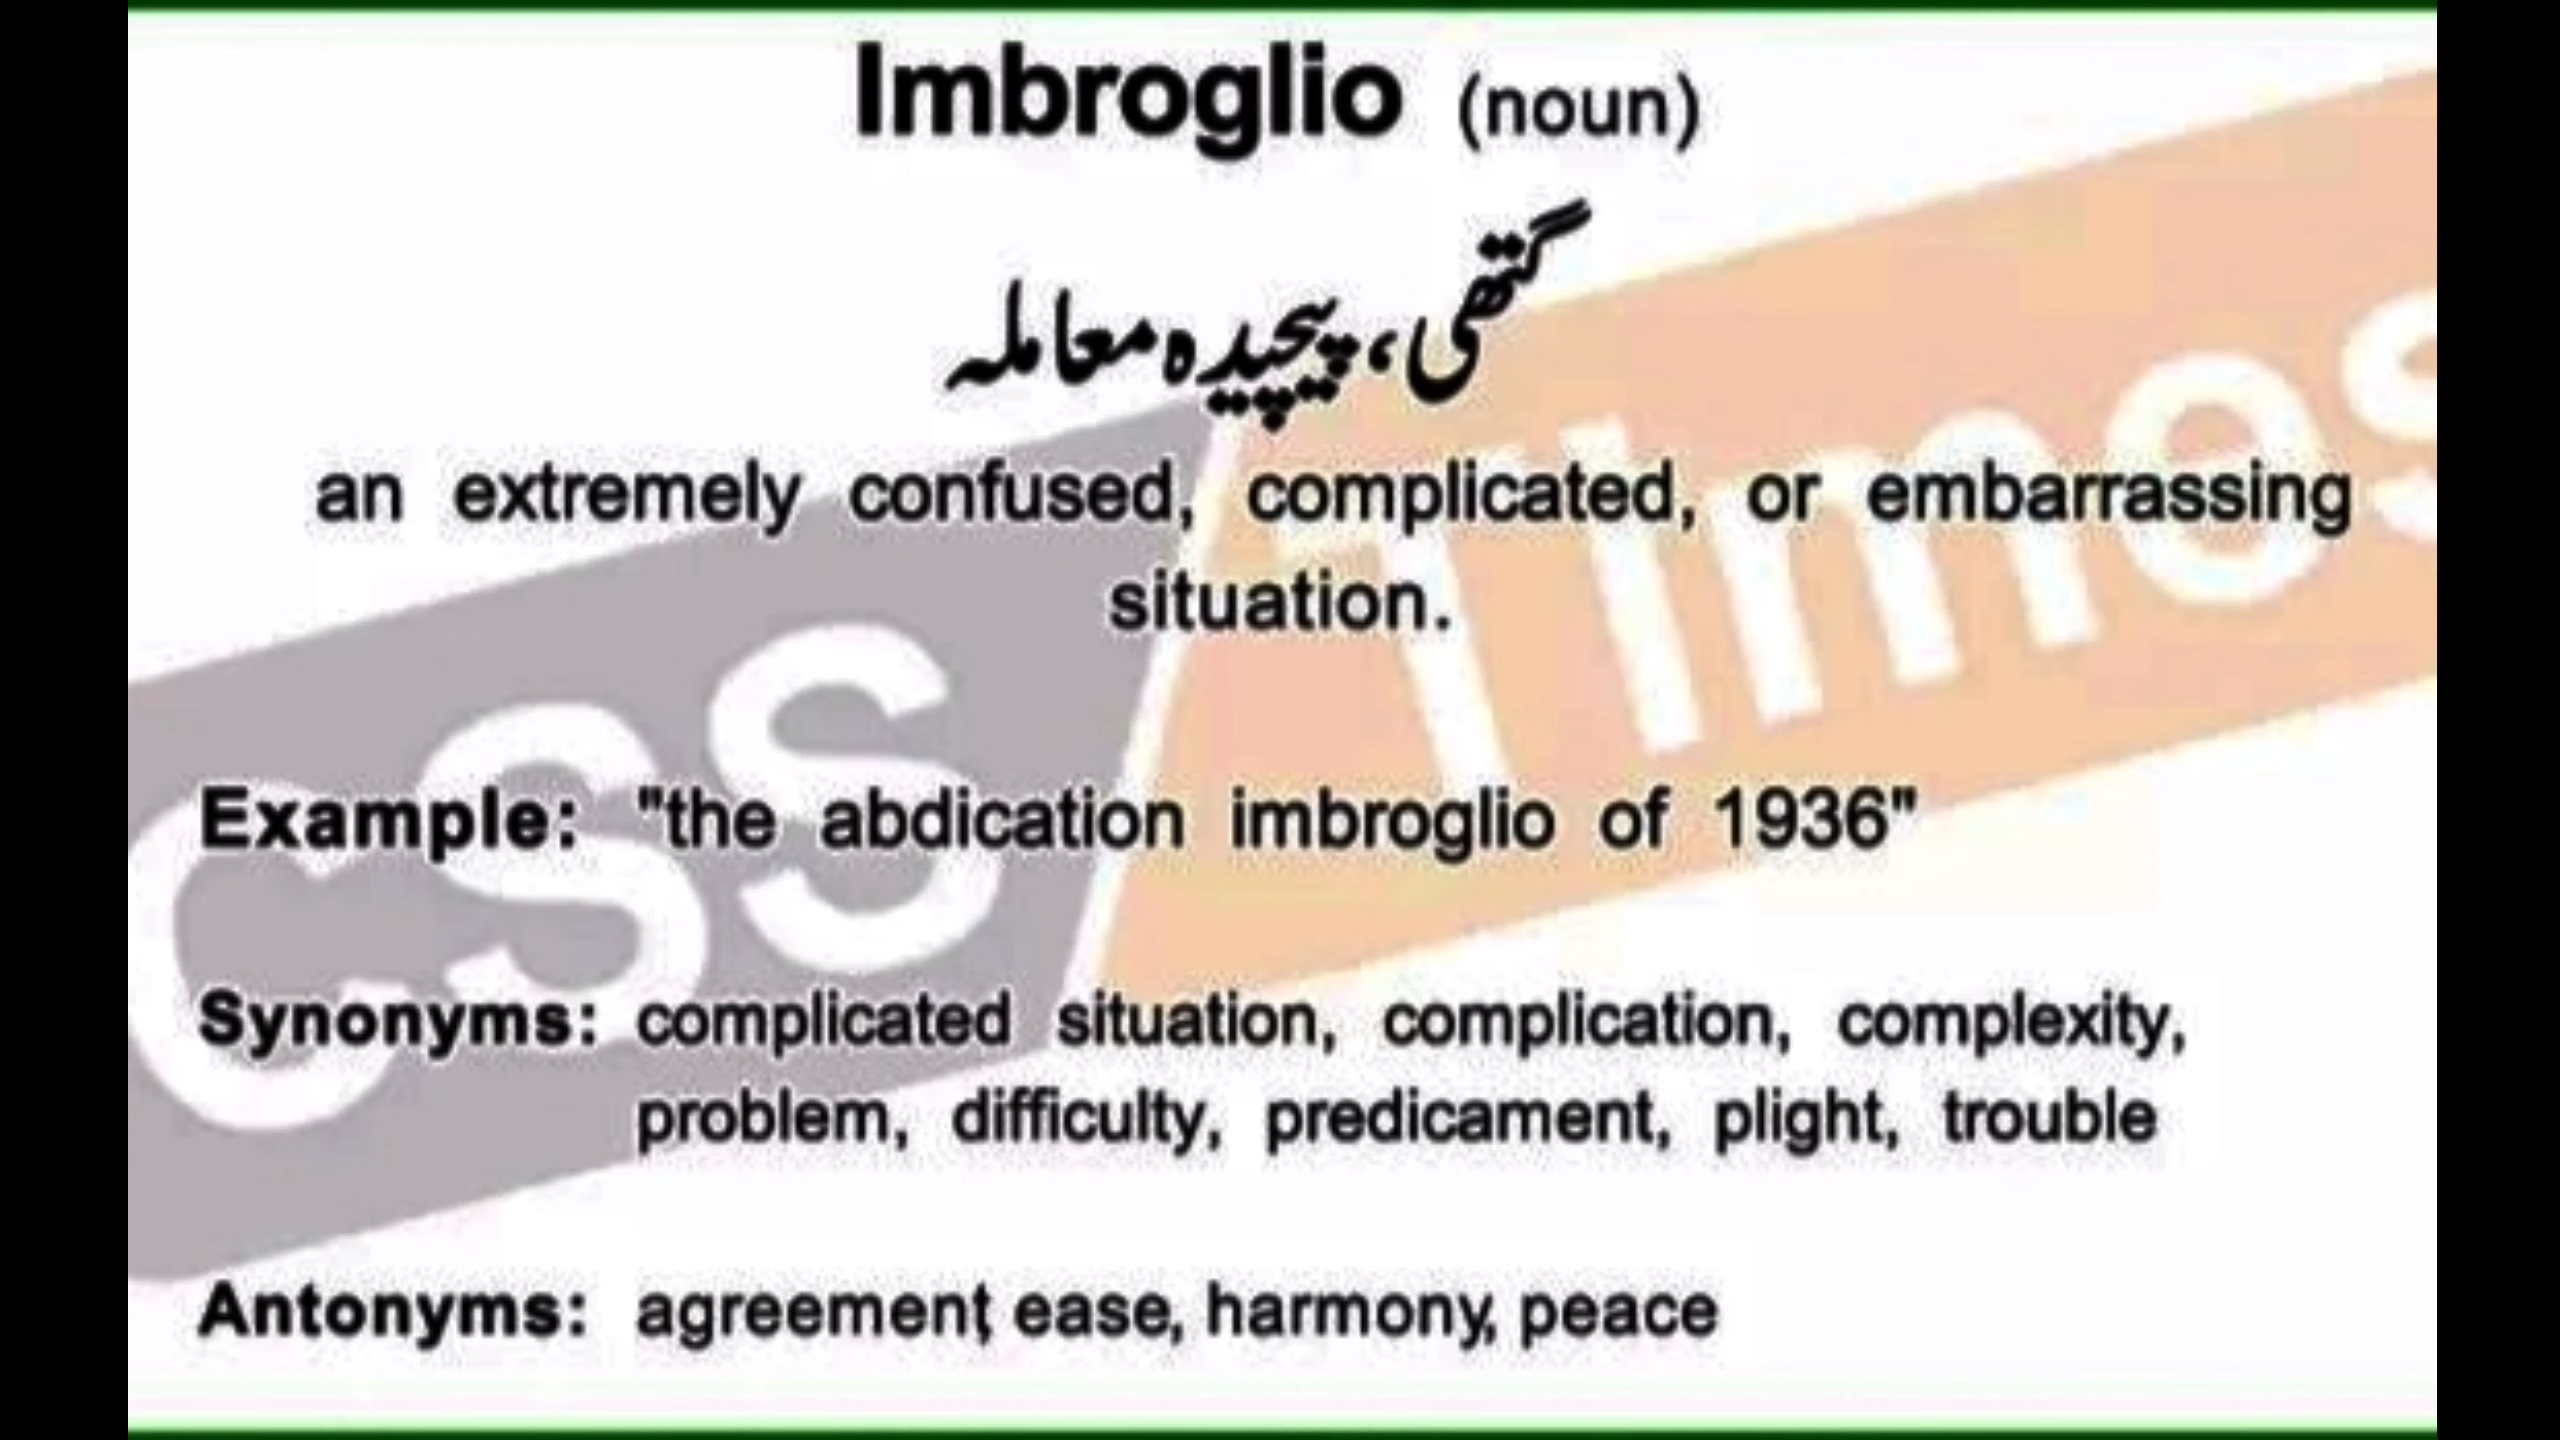 Imbroglio (noun)
گتھی، پیچیدہ معاملہ
an extremely confused, complicated, or embarrassing
situation.
CSS Times
Example: "the abdication imbroglio of 1936"
Synonyms: complicated situation, complication, complexity,
problem, difficulty, predicament, plight, trouble
Antonyms: agreement, ease, harmony, peace